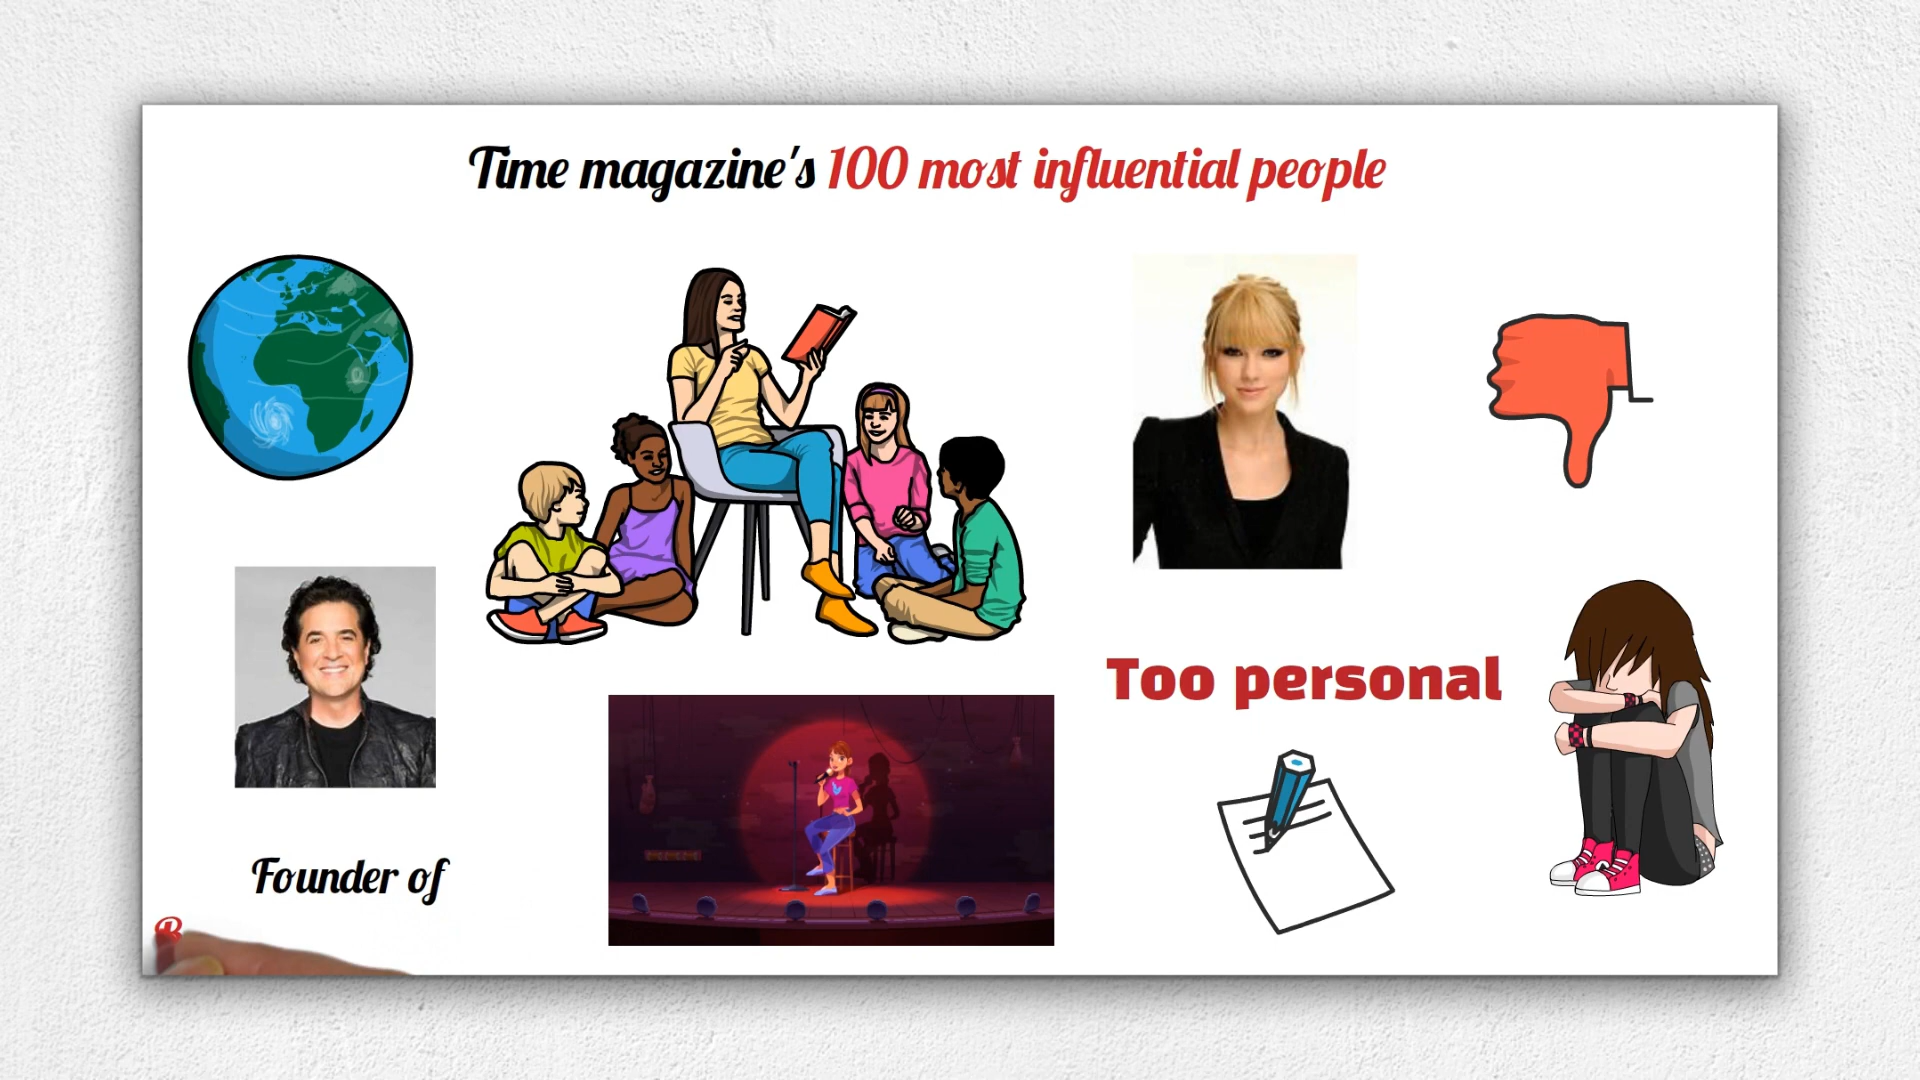 Time magazine's 100 most influential people
Too personal
Founder of
B